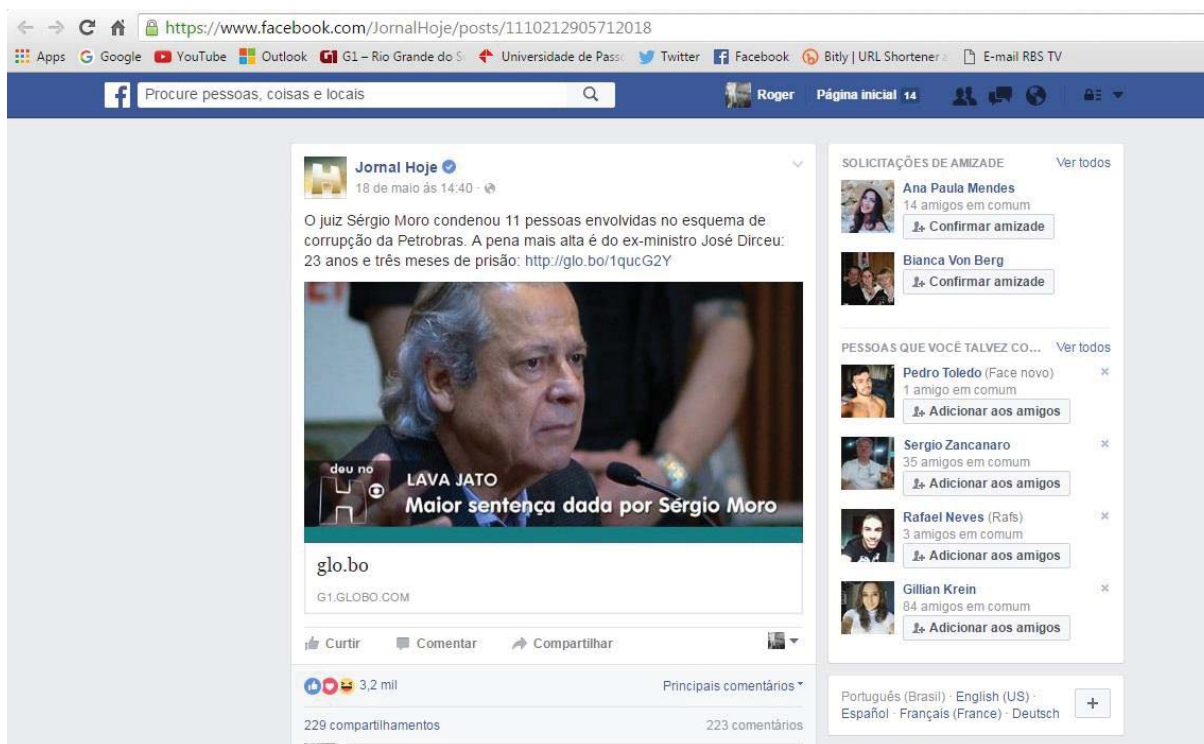 https://www.facebook.com/JornalHoje/posts/1110212905712018
Apps Google YouTube Outlook G1 – Rio Grande do S Universidade de Passo Twitter Facebook Bitly | URL Shortener a E-mail RBS TV
Procure pessoas, coisas e locais Roger Página inicial 14
Jornal Hoje
18 de maio às 14:40
O juiz Sérgio Moro condenou 11 pessoas envolvidas no esquema de
corrupção da Petrobras. A pena mais alta é do ex-ministro José Dirceu:
23 anos e três meses de prisão: http://glo.bo/1qucG2Y
deu no
H
LAVA JATO
Maior sentença dada por Sérgio Moro
glo.bo
G1.GLOBO.COM
Curtir Comentar Compartilhar
3,2 mil Principais comentários
229 compartilhamentos 223 comentários
SOLICITAÇÕES DE AMIZADE Ver todos
Ana Paula Mendes
14 amigos em comum
Confirmar amizade
Bianca Von Berg
Confirmar amizade
PESSOAS QUE VOCÊ TALVEZ CO... Ver todos
Pedro Toledo (Face novo)
1 amigo em comum
Adicionar aos amigos
Sergio Zancanaro
35 amigos em comum
Adicionar aos amigos
Rafael Neves (Rafs)
3 amigos em comum
Adicionar aos amigos
Gillian Krein
84 amigos em comum
Adicionar aos amigos
Português (Brasil) · English (US) ·
Español · Français (France) · Deutsch